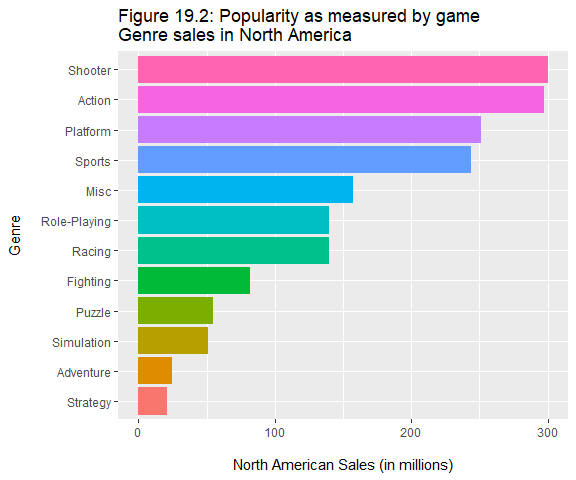 Figure 19.2: Popularity as measured by game
Genre sales in North America
Genre
Shooter
Action
Platform
Sports
Misc
Role-Playing
Racing
Fighting
Puzzle
Simulation
Adventure
Strategy
0 100 200 300
North American Sales (in millions)